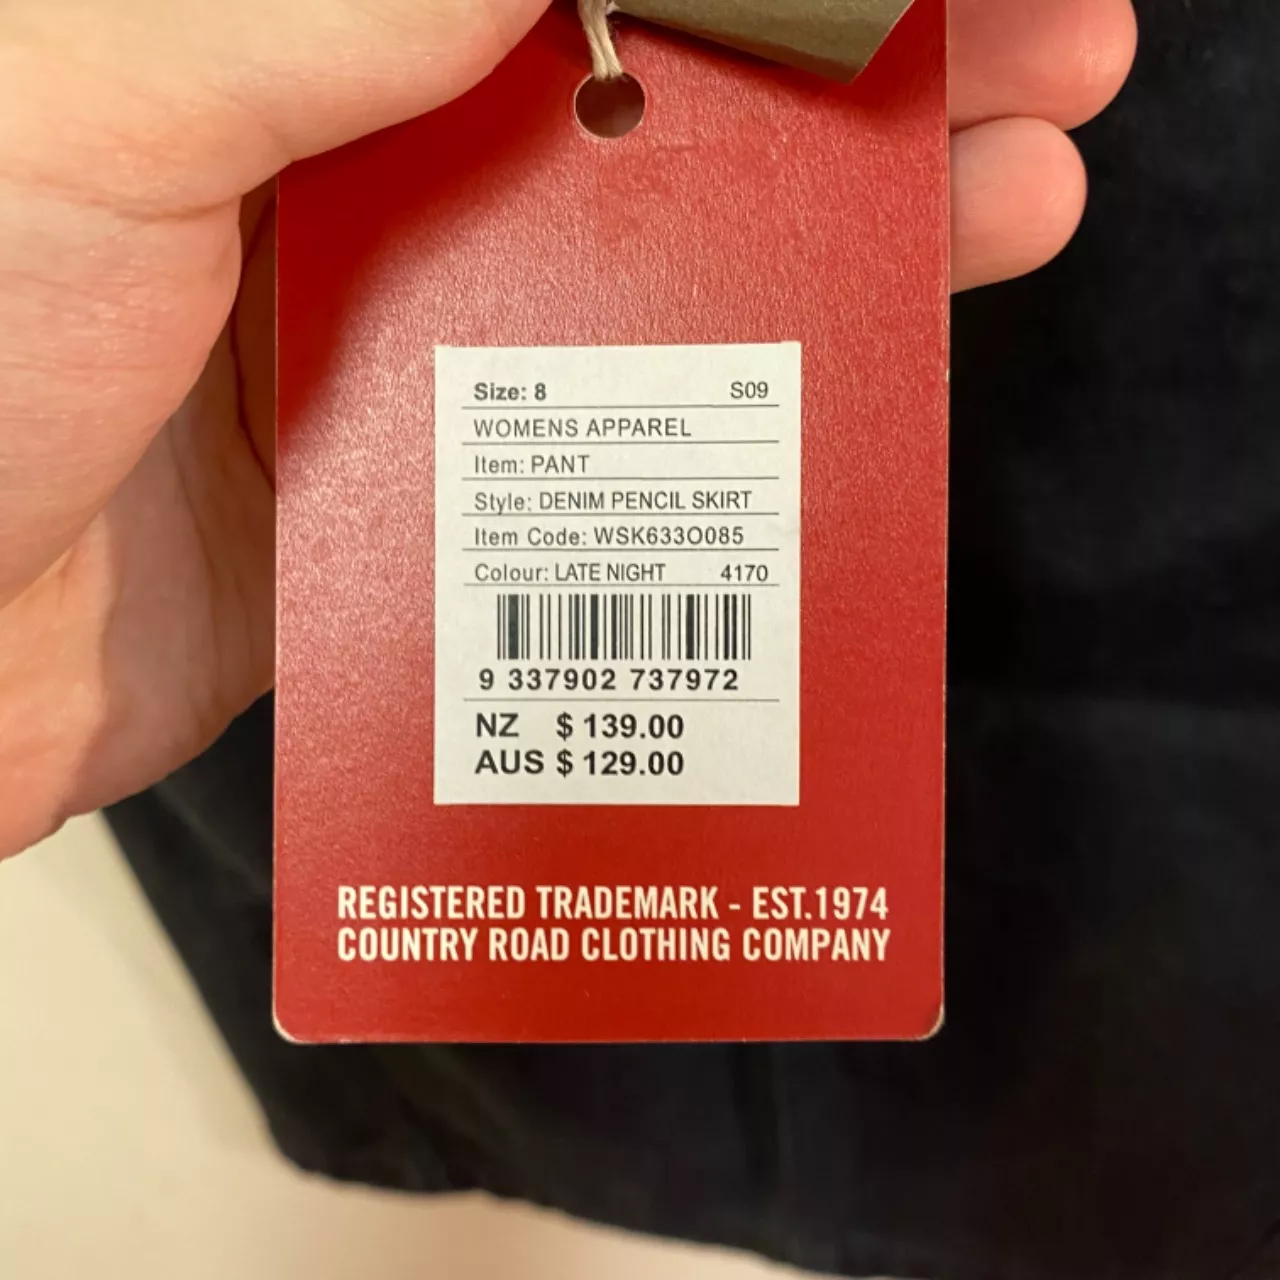 Size: 8 S09
WOMENS APPAREL
Item: PANT
Style: DENIM PENCIL SKIRT
Item Code: WSK633O085
Colour: LATE NIGHT 4170
9 337902 737972
NZ $ 139.00
AUS $ 129.00
REGISTERED TRADEMARK - EST.1974
COUNTRY ROAD CLOTHING COMPANY